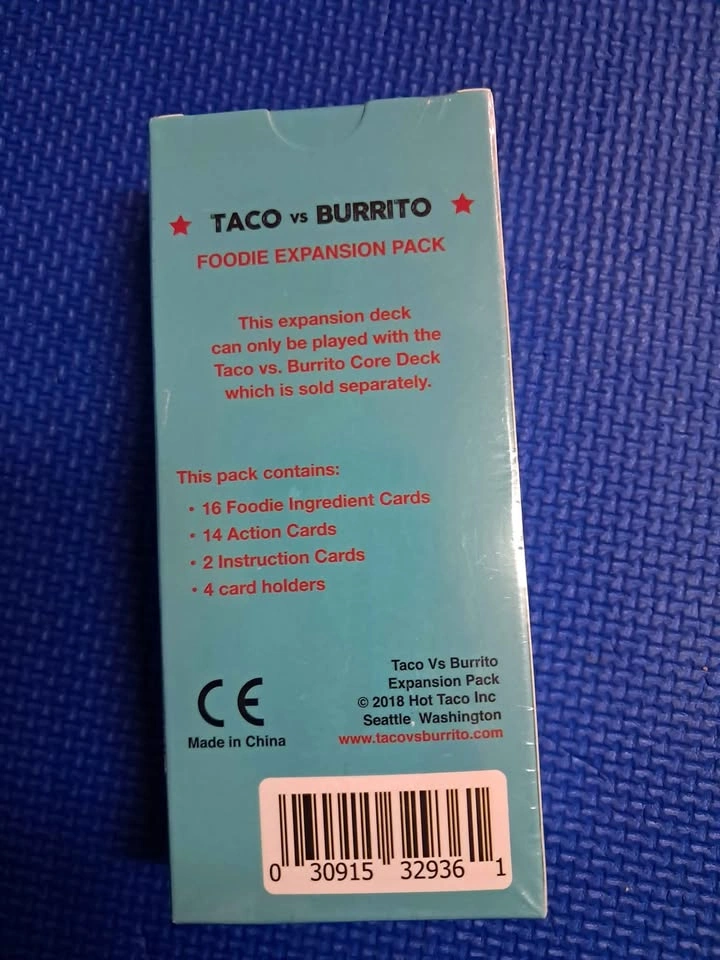 TACO vs BURRITO
FOODIE EXPANSION PACK
This expansion deck
can only be played with the
Taco vs. Burrito Core Deck
which is sold separately.
This pack contains:
• 16 Foodie Ingredient Cards
• 14 Action Cards
• 2 Instruction Cards
• 4 card holders
Taco Vs Burrito
Expansion Pack
© 2018 Hot Taco Inc
Seattle, Washington
www.tacovsburrito.com
CE
Made in China
0 30915 32936 1